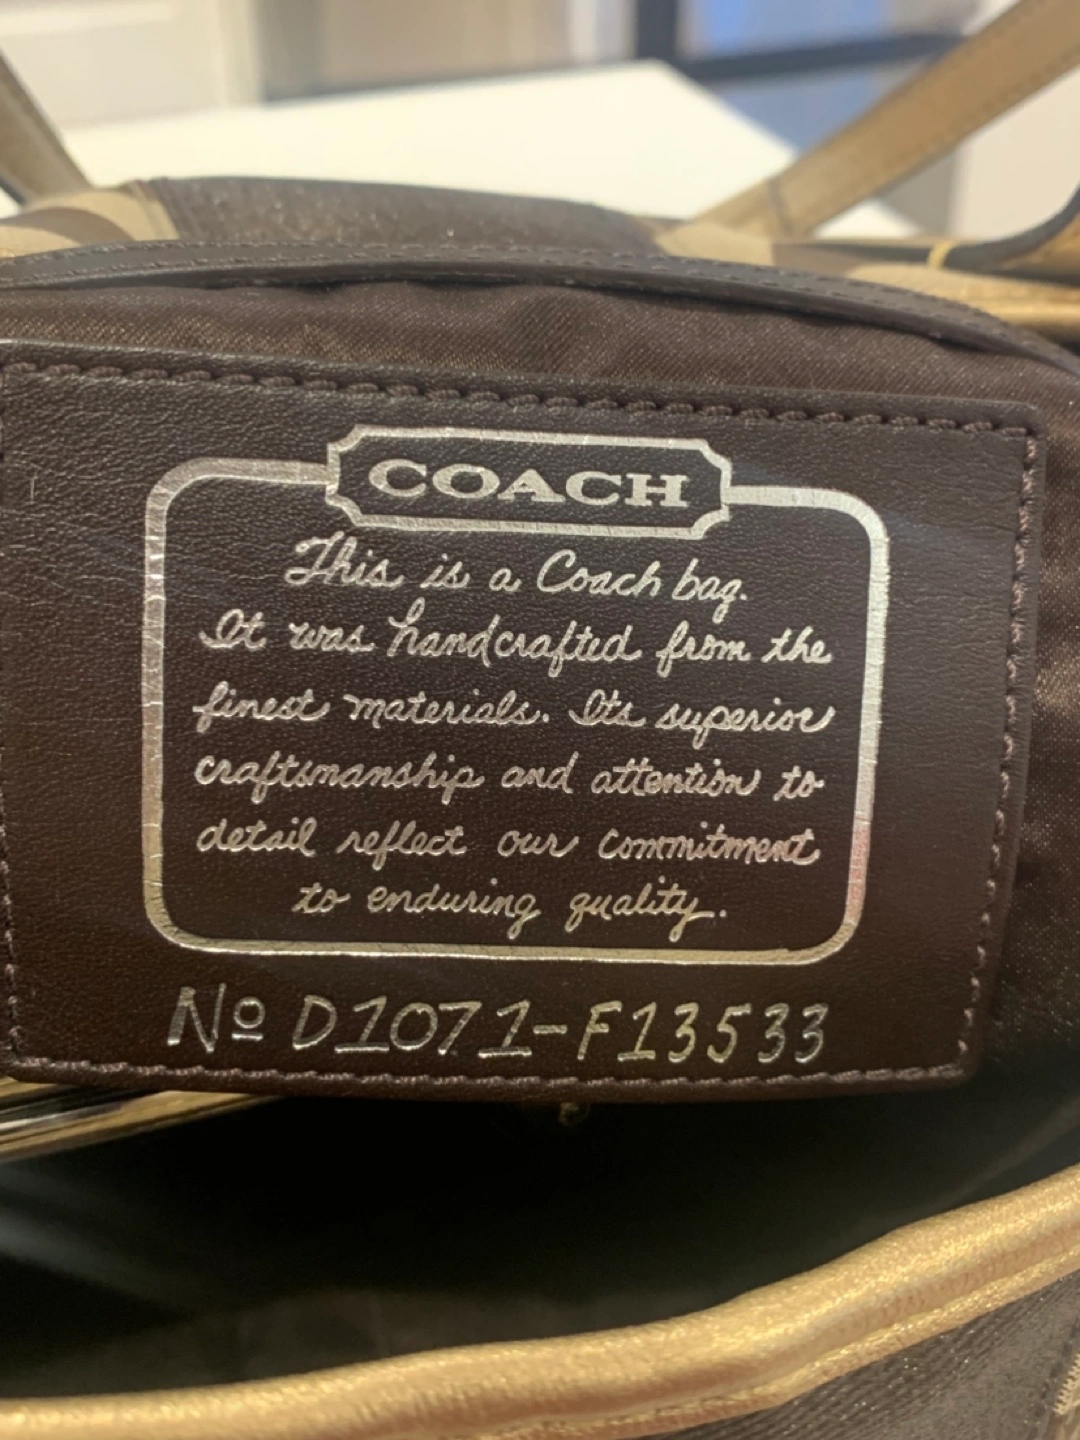 COACH
This is a Coach bag.
It was handcrafted from the
finest materials. Its superior
craftsmanship and attention to
detail reflect our commitment
to enduring quality.
Nº D1071-F13533